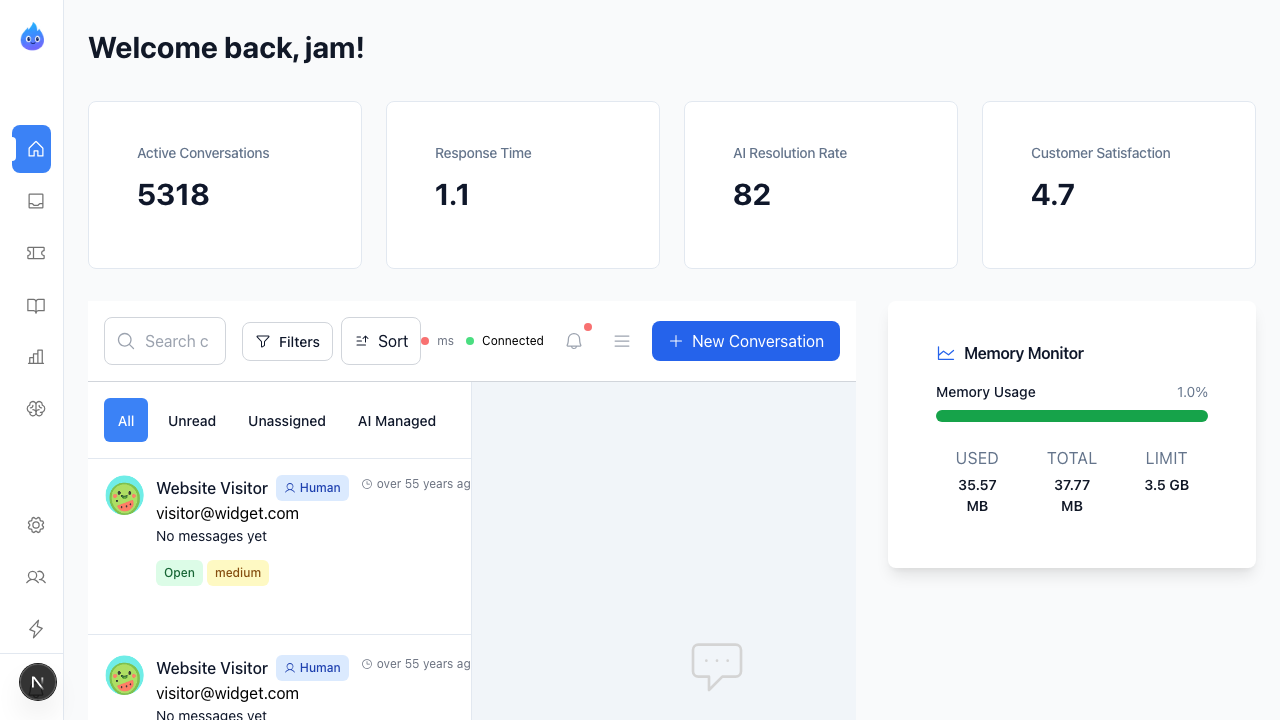 Welcome back, jam!
Active Conversations
5318
Response Time
1.1
AI Resolution Rate
82
Customer Satisfaction
4.7
Search c
Filters
Sort
ms
Connected
New Conversation
All
Unread
Unassigned
AI Managed
Website Visitor
Human
over 55 years ag
visitor@widget.com
No messages yet
Open
medium
Website Visitor
Human
over 55 years ag
visitor@widget.com
No messages yet
Memory Monitor
Memory Usage
1.0%
USED
TOTAL
LIMIT
35.57
MB
37.77
MB
3.5 GB
N